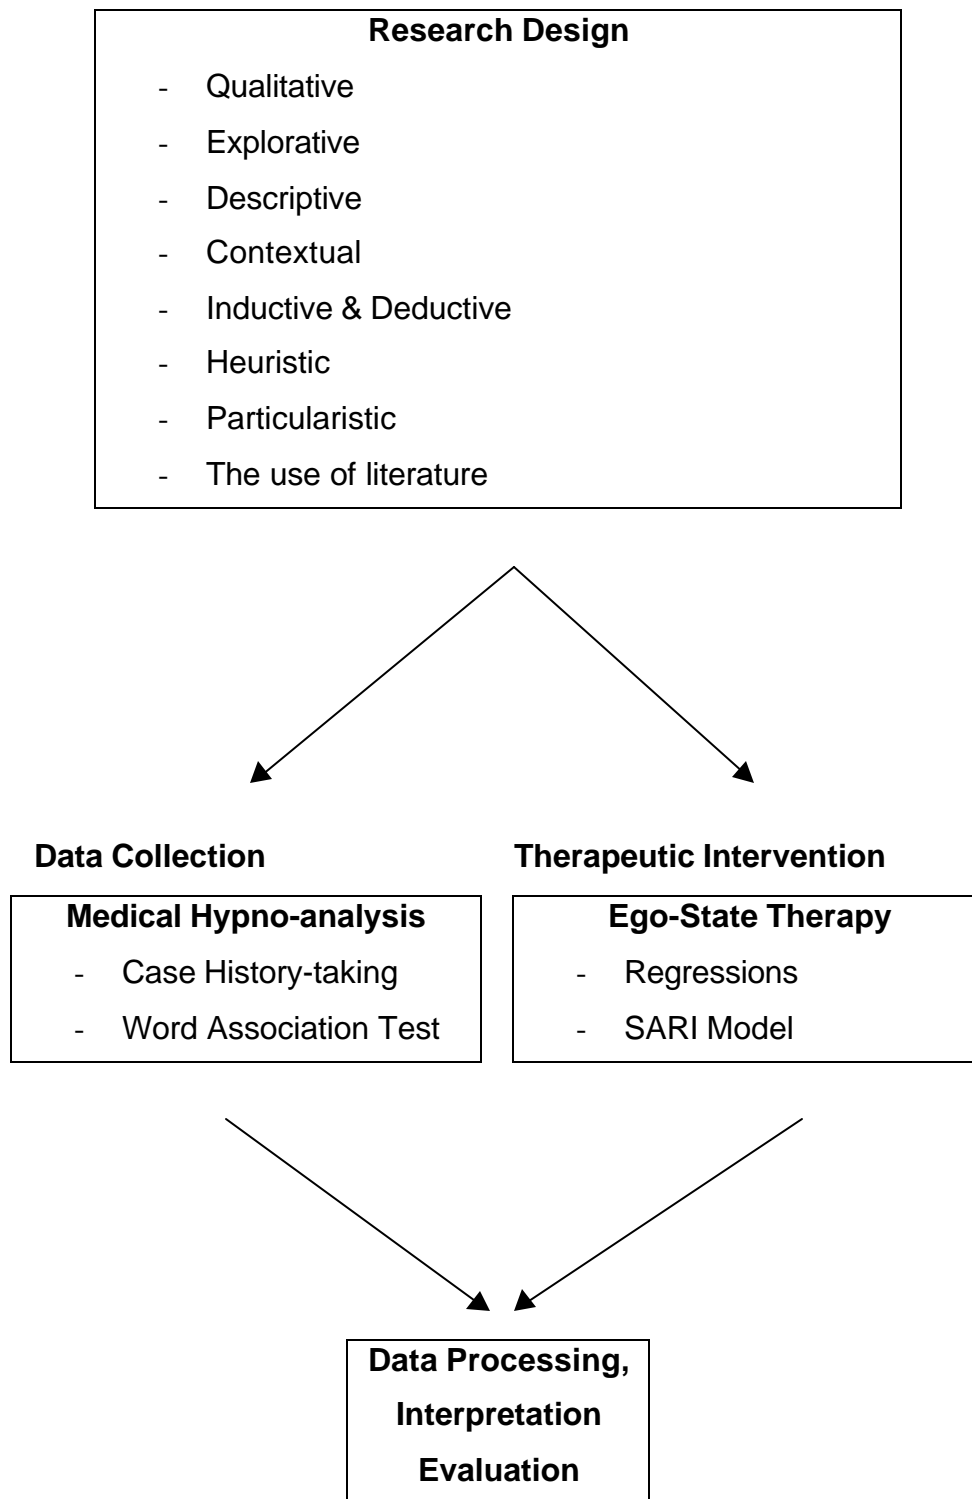 Research Design
- Qualitative
- Explorative
- Descriptive
- Contextual
- Inductive & Deductive
- Heuristic
- Particularistic
- The use of literature
Data Collection
Therapeutic Intervention
Medical Hypno-analysis
- Case History-taking
- Word Association Test
Ego-State Therapy
- Regressions
- SARI Model
Data Processing,
Interpretation
Evaluation